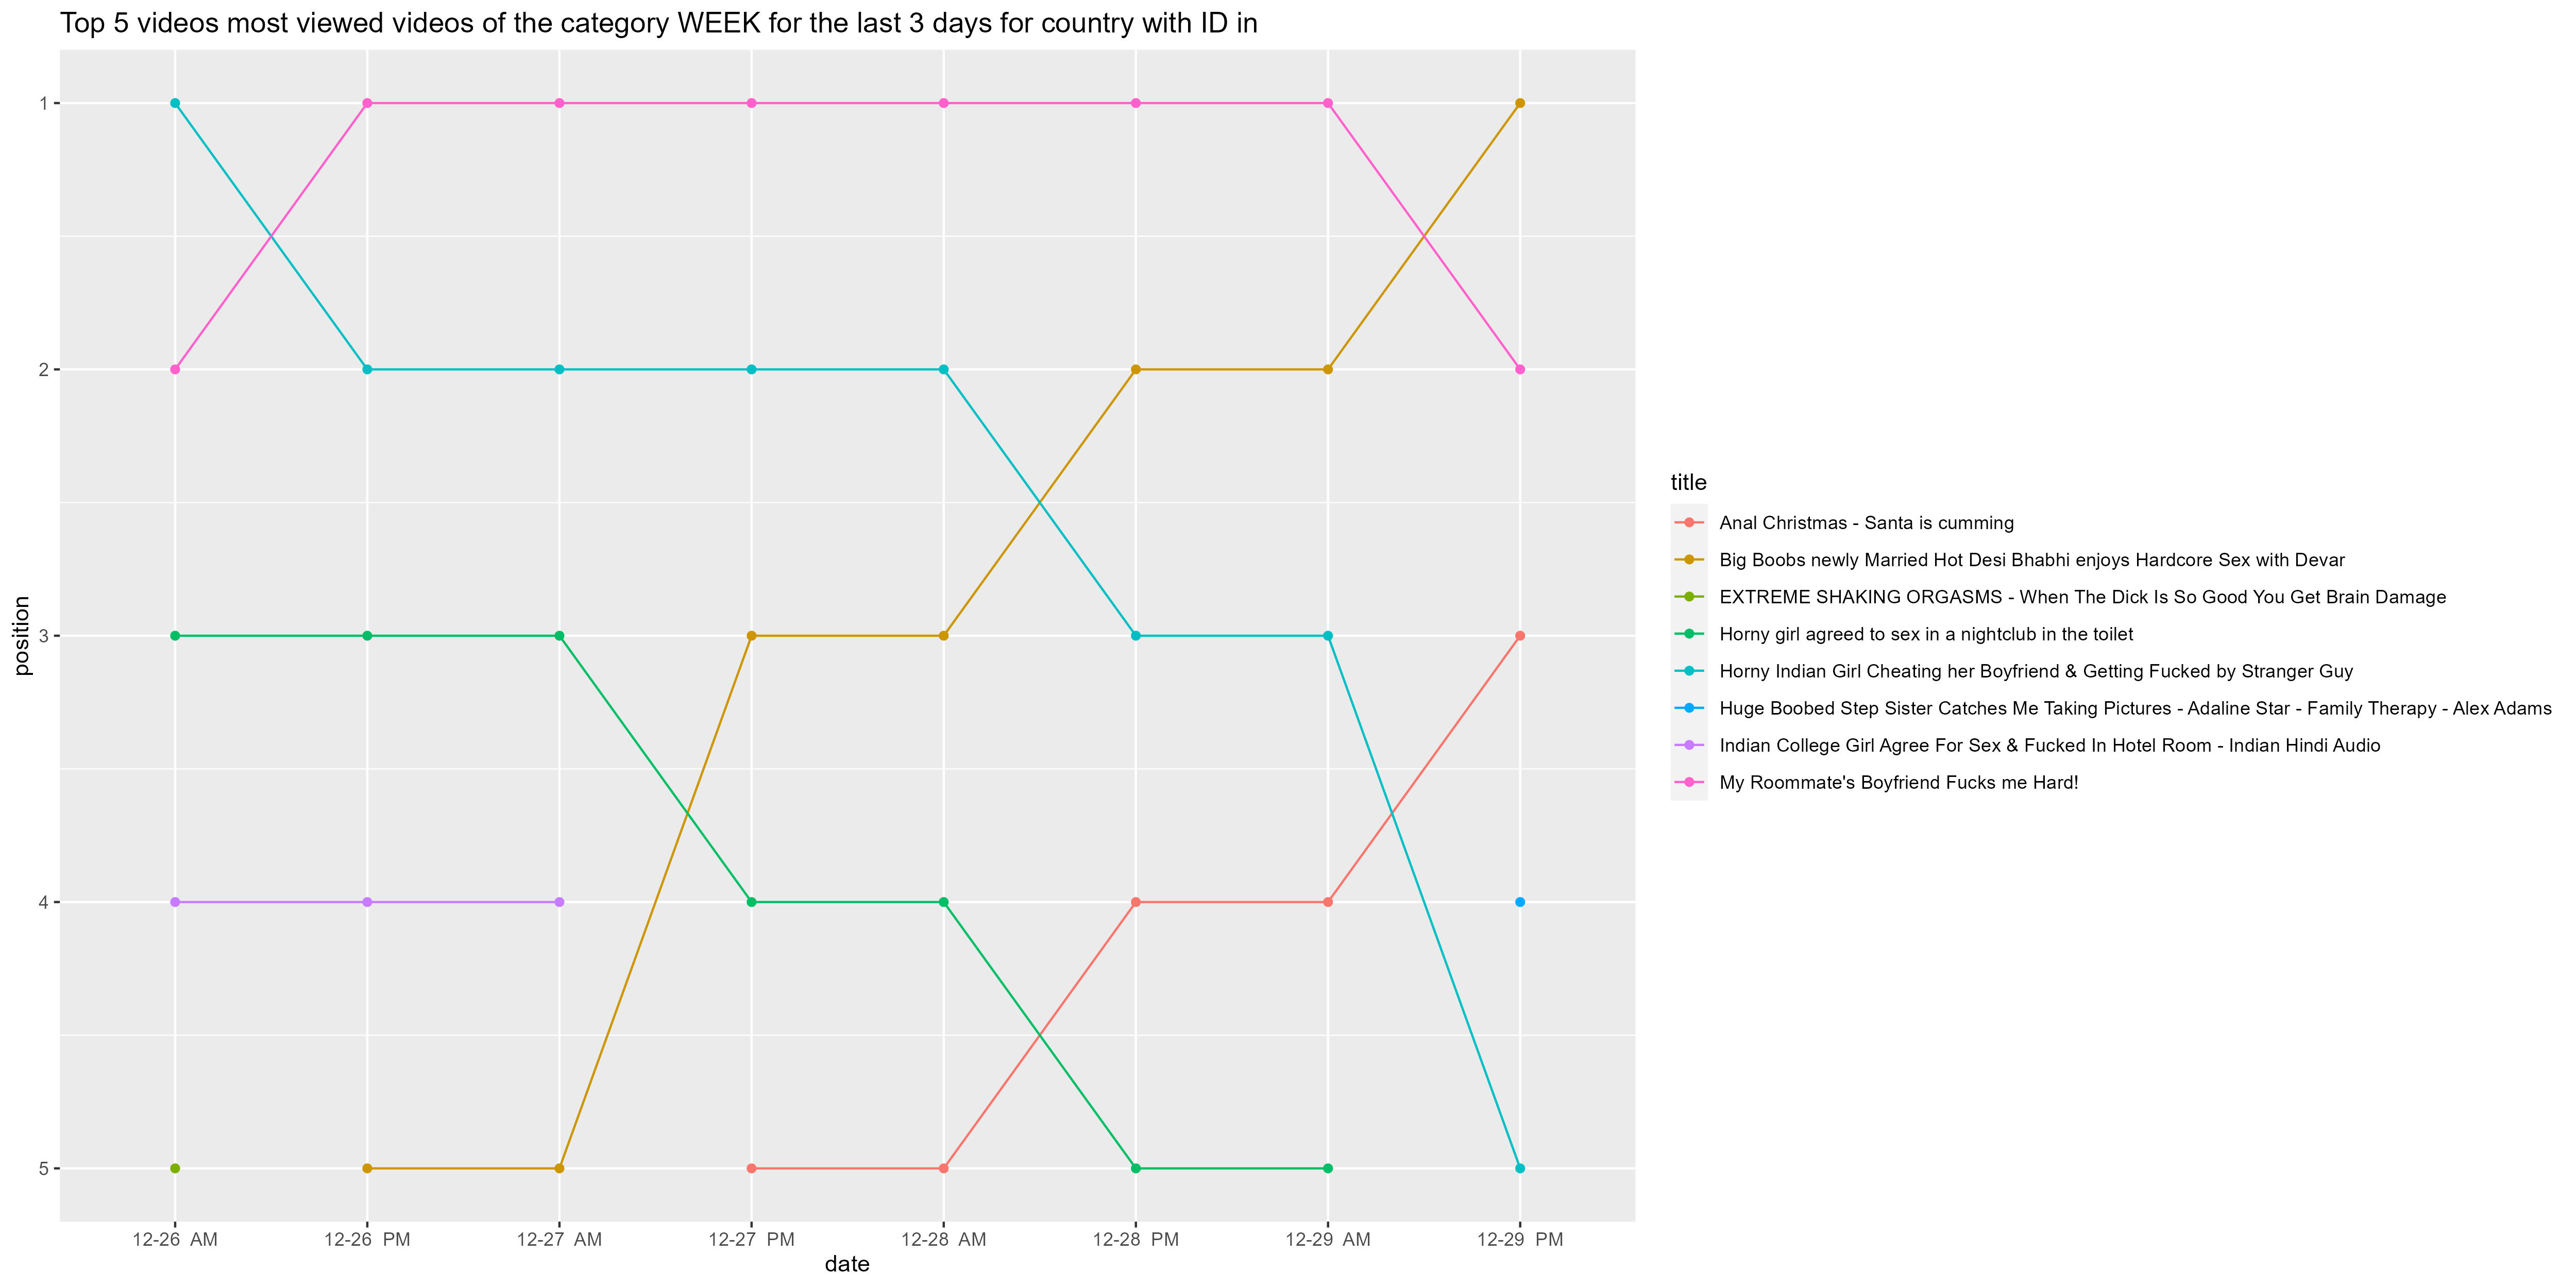 Top 5 videos most viewed videos of the category WEEK for the last 3 days for country with ID in
position
1
2
3
4
5
12-26 AM
12-26 PM
12-27 AM
12-27 PM
12-28 AM
12-28 PM
12-29 AM
12-29 PM
date
title
Anal Christmas - Santa is cumming
Big Boobs newly Married Hot Desi Bhabhi enjoys Hardcore Sex with Devar
EXTREME SHAKING ORGASMS - When The Dick Is So Good You Get Brain Damage
Horny girl agreed to sex in a nightclub in the toilet
Horny Indian Girl Cheating her Boyfriend & Getting Fucked by Stranger Guy
Huge Boobed Step Sister Catches Me Taking Pictures - Adaline Star - Family Therapy - Alex Adams
Indian College Girl Agree For Sex & Fucked In Hotel Room - Indian Hindi Audio
My Roommate's Boyfriend Fucks me Hard!